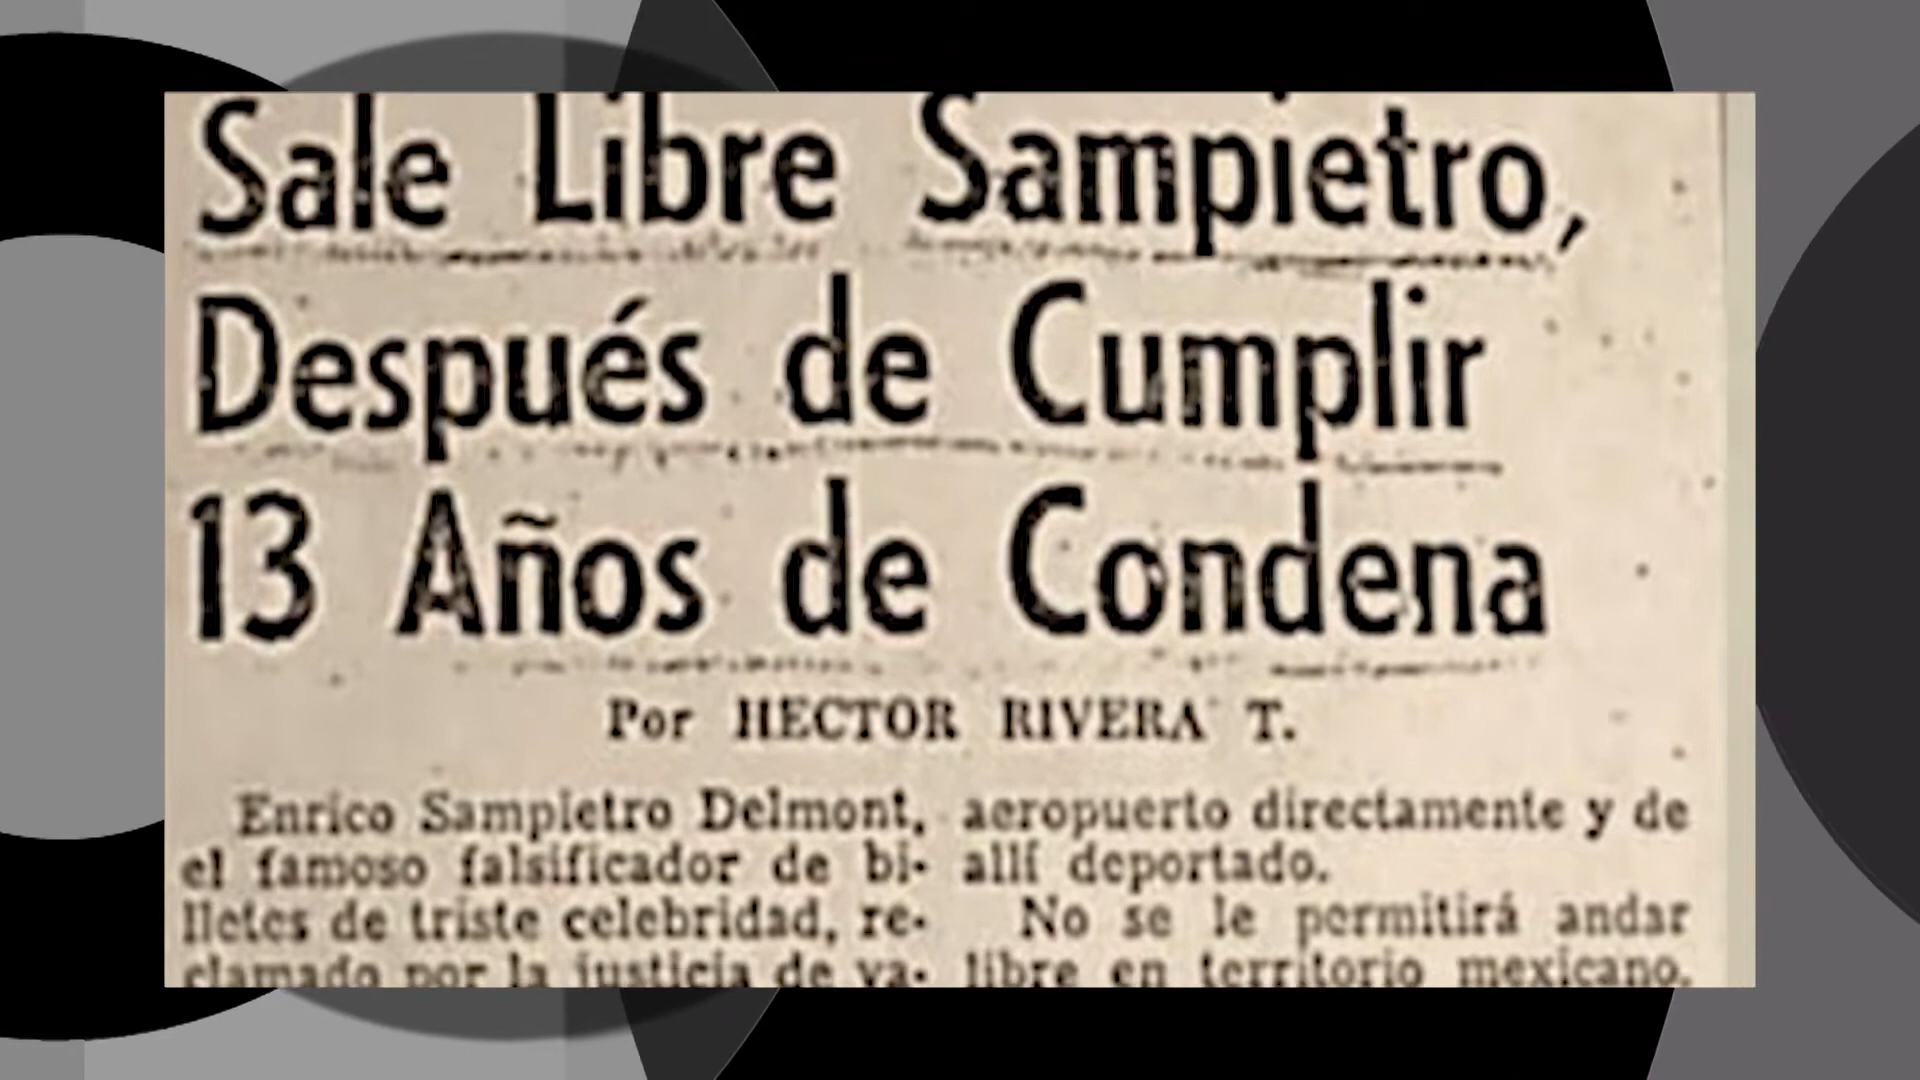 Sale Libre Sampietro,
Después de Cumplir
13 Años de Condena
Por HECTOR RIVERA T.
Enrico Sampietro Delmont,
el famoso falsificador de bi-
lletes de triste celebridad, re-
clamado por la justicia de va-
aeropuerto directamente y de
allí deportado.
No se le permitirá andar
libre en territorio mexicano.